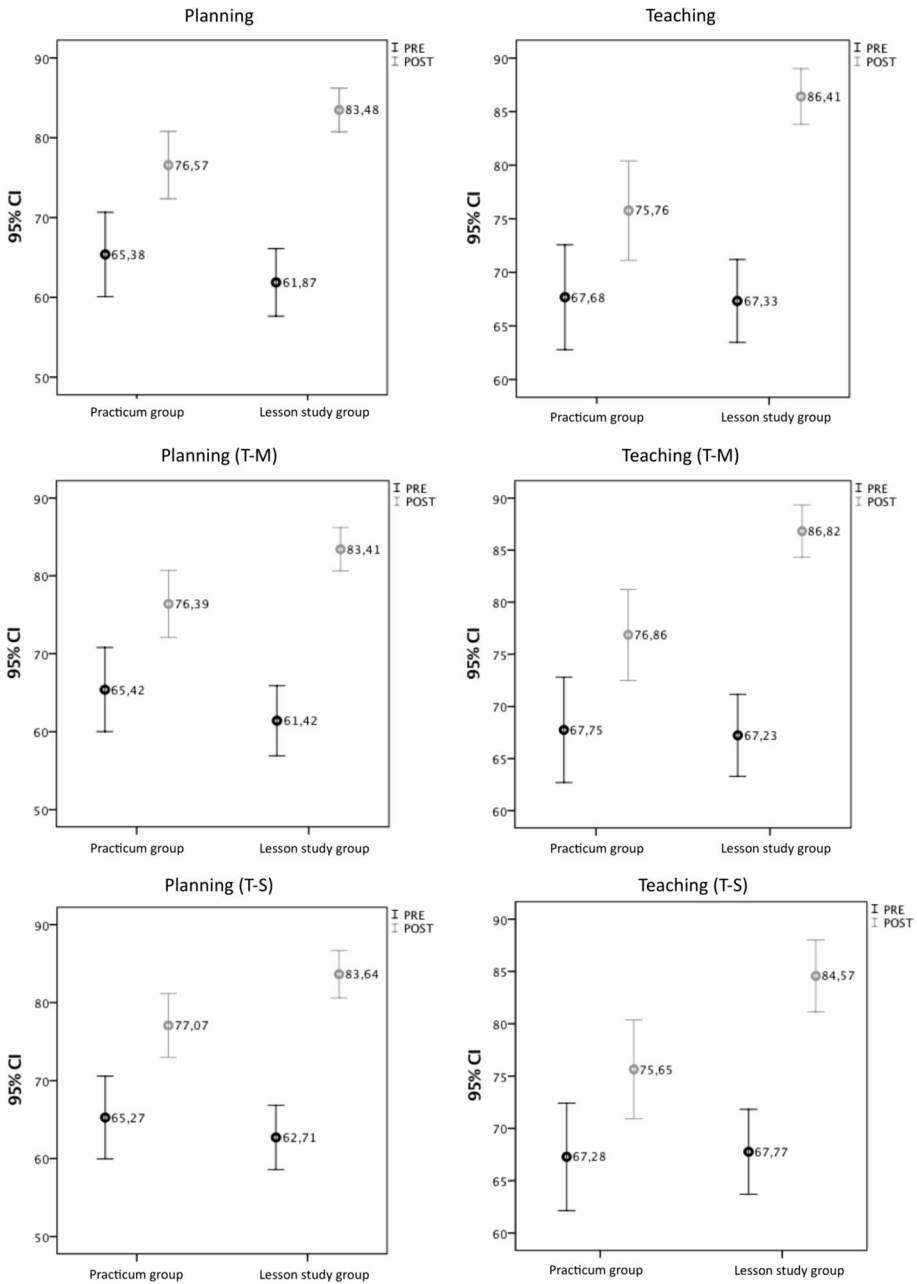 Planning
PRE
POST
95% CI
90
80
70
60
50
65,38
76,57
61,87
83,48
Practicum group
Lesson study group
Teaching
PRE
POST
95% CI
90
85
80
75
70
65
60
67,68
75,76
67,33
86,41
Practicum group
Lesson study group
Planning (T-M)
PRE
POST
95% CI
90
80
70
60
50
65,42
76,39
61,42
83,41
Practicum group
Lesson study group
Teaching (T-M)
PRE
POST
95% CI
90
85
80
75
70
65
60
67,75
76,86
67,23
86,82
Practicum group
Lesson study group
Planning (T-S)
PRE
POST
95% CI
90
80
70
60
50
65,27
77,07
62,71
83,64
Practicum group
Lesson study group
Teaching (T-S)
PRE
POST
95% CI
90
85
80
75
70
65
60
67,28
75,65
67,77
84,57
Practicum group
Lesson study group